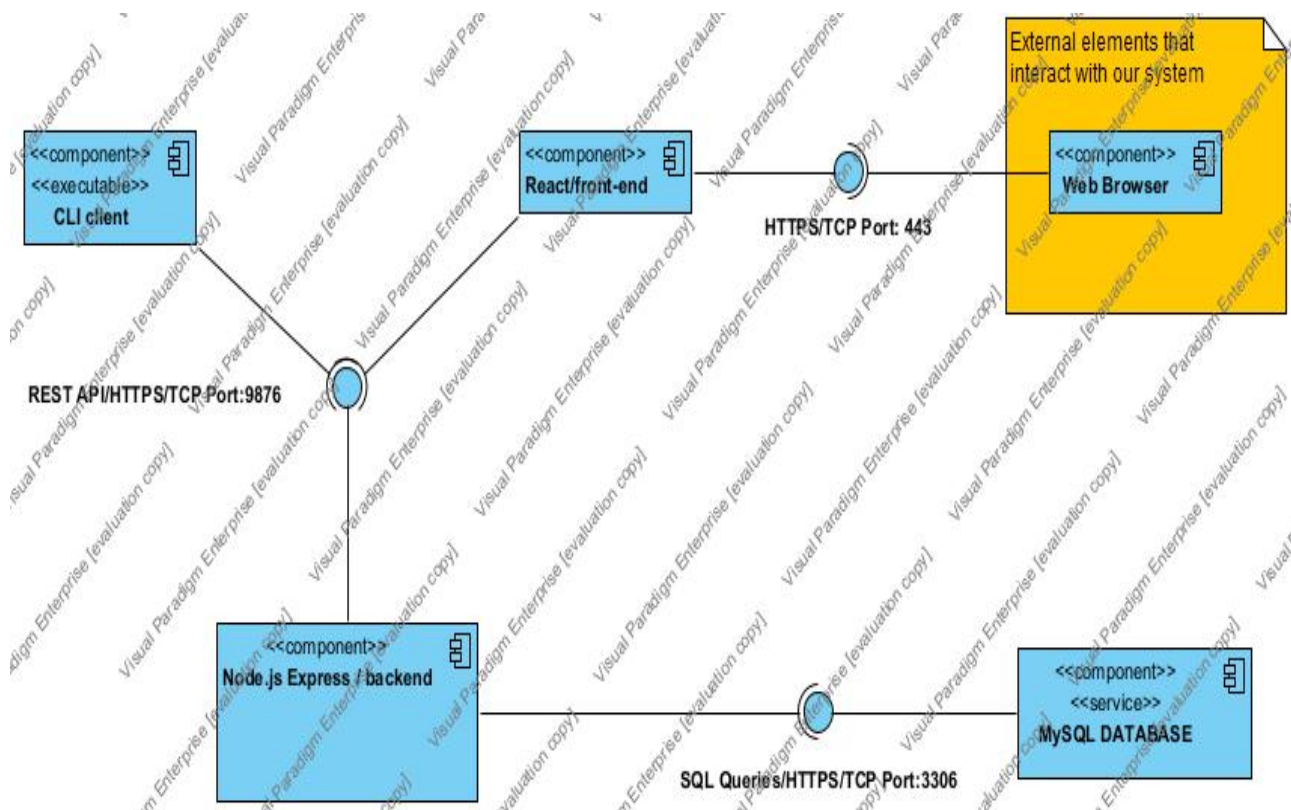 External elements that
interact with our system
<<component>>
<<executable>>
CLI client
<<component>>
React/front-end
<<component>>
Web Browser
HTTPS/TCP Port: 443
REST API/HTTPS/TCP Port:9876
<<component>>
Node.js Express / backend
<<component>>
<<service>>
MySQL DATABASE
SQL Queries/HTTPS/TCP Port:3306
Visual Paradigm Enterprise [evaluation copy]